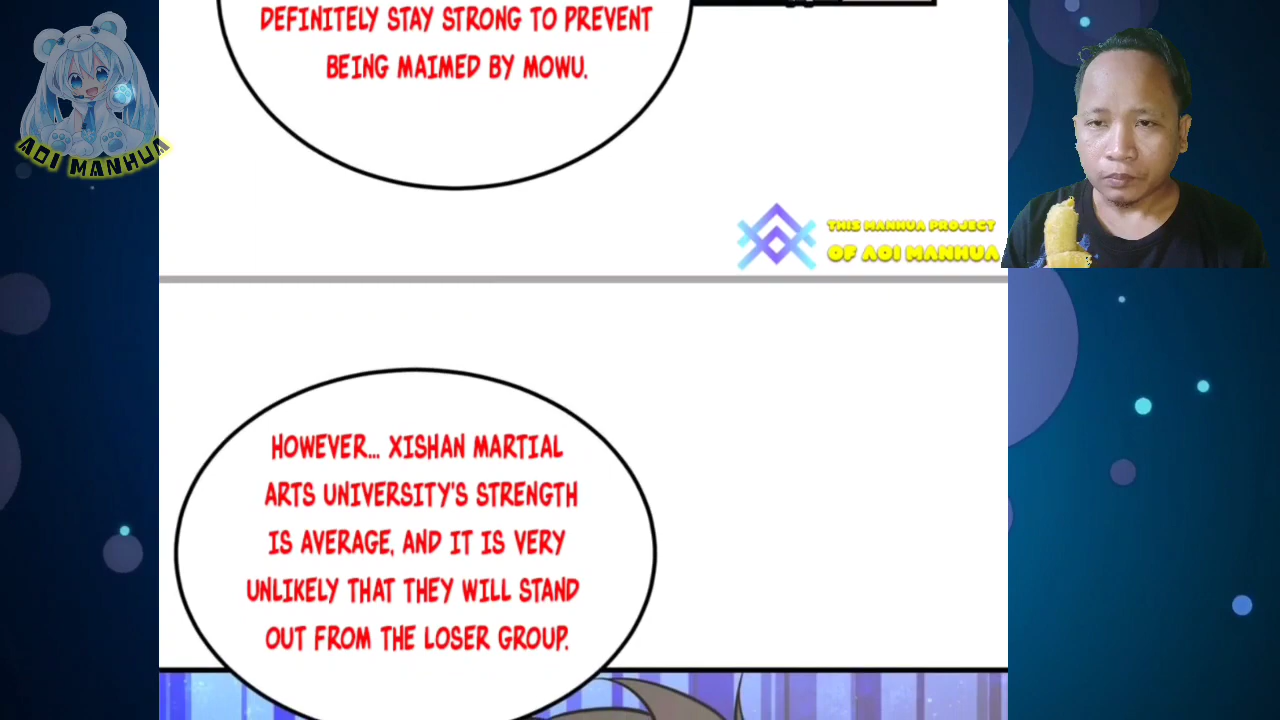 DEFINITELY STAY STRONG TO PREVENT
BEING MAIMED BY MOWU.
AOI MANHUA
THIS MANHUA PROJECT
OF AOI MANHUA
HOWEVER... XISHAN MARTIAL
ARTS UNIVERSITY'S STRENGTH
IS AVERAGE, AND IT IS VERY
UNLIKELY THAT THEY WILL STAND
OUT FROM THE LOSER GROUP.